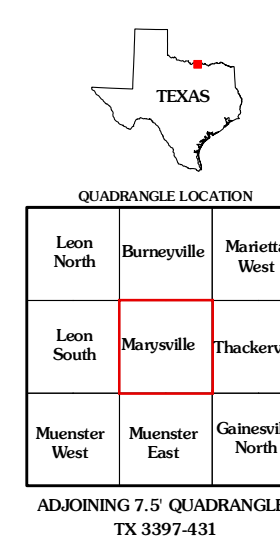 TEXAS
QUADRANGLE LOCATION
Leon
North
Burneyville
Marietta
West
Leon
South
Marysville
Thackerv
Muenster
West
Muenster
East
Gainesvil
North
ADJOINING 7.5' QUADRANGLE
TX 3397-431